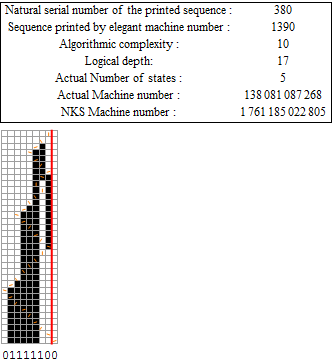 Natural serial number of the printed sequence : 380
Sequence printed by elegant machine number : 1390
Algorithmic complexity : 10
Logical depth: 17
Actual Number of states : 5
Actual Machine number : 138 081 087 268
NKS Machine number : 1 761 185 022 805
01111100